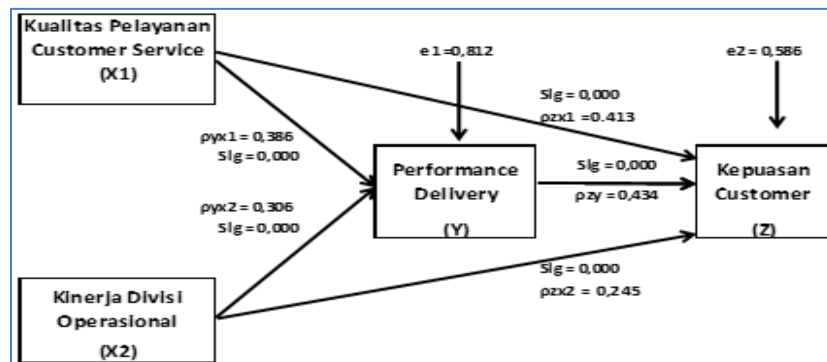 Kualitas Pelayanan
Customer Service
(X1)
e1=0,812
e2 = 0,586
Sig = 0,000
ρzx1 =0.413
ρyx1 = 0,386
Sig = 0,000
Performance
Delivery
(Y)
Sig = 0,000
ρzy = 0,434
Kepuasan
Customer
(Z)
ρyx2 = 0,306
Sig = 0,000
Sig = 0,000
ρzx2 = 0,245
Kinerja Divisi
Operasional
(X2)